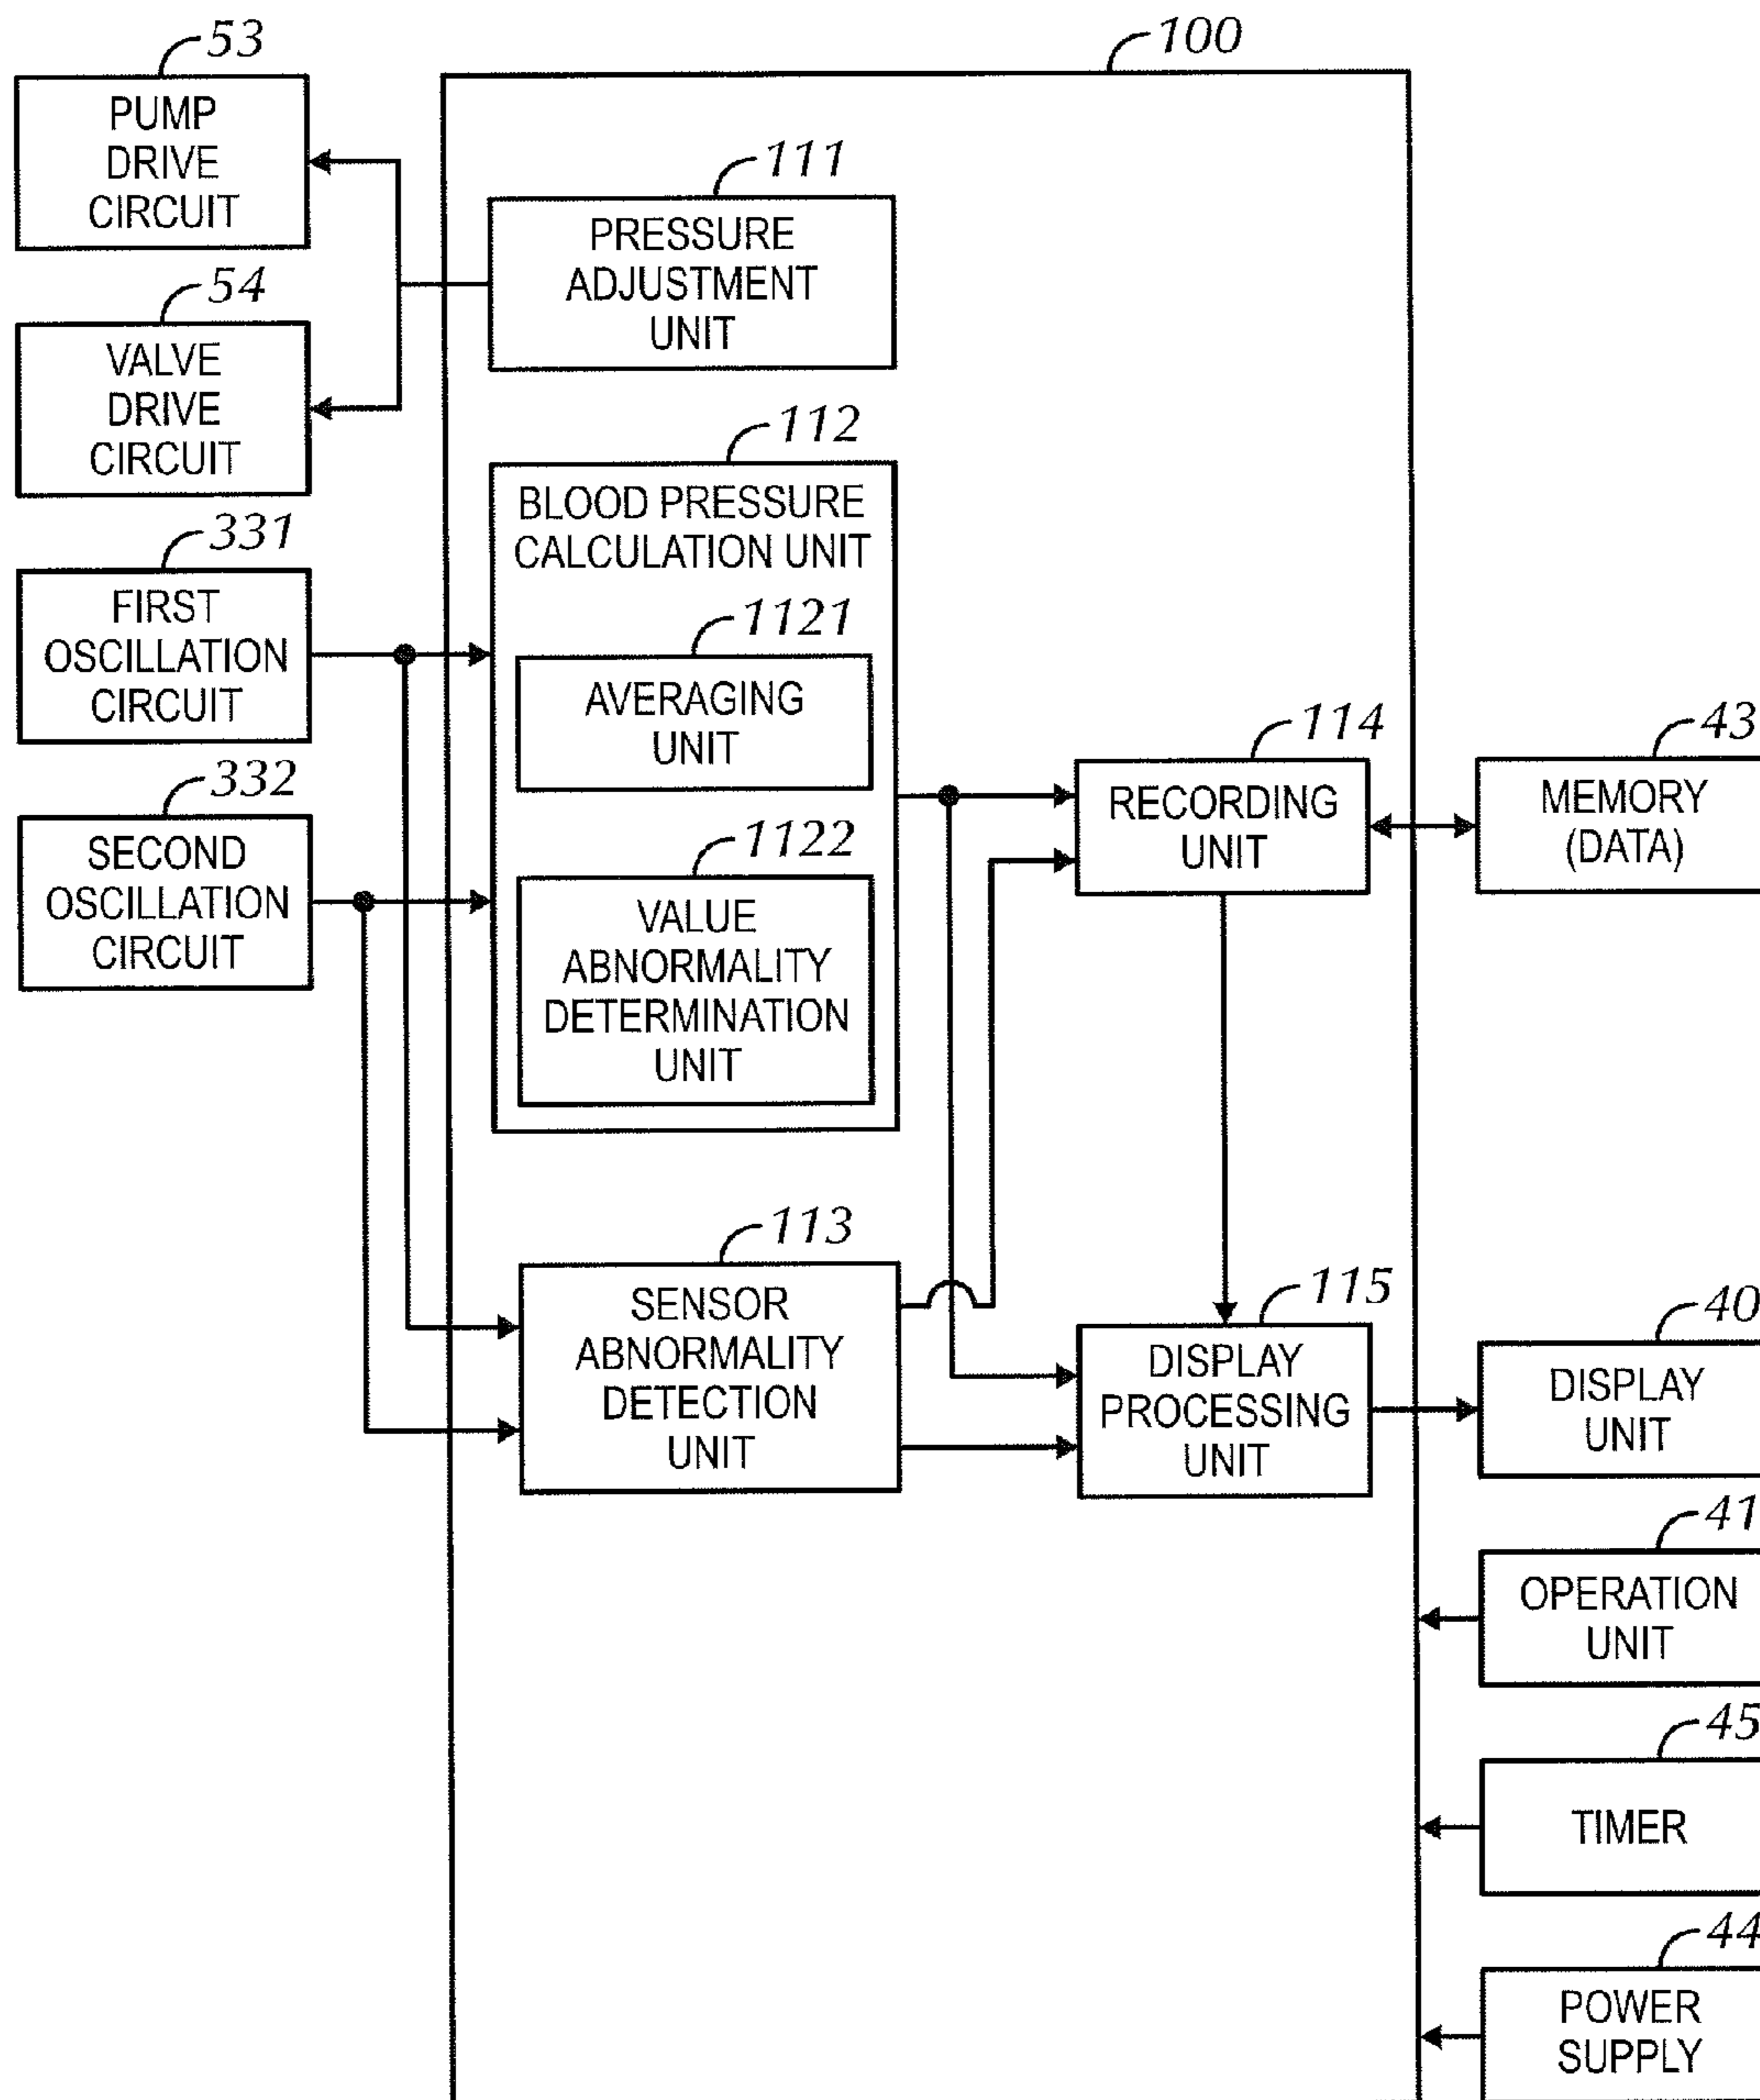 53
PUMP
DRIVE
CIRCUIT
54
VALVE
DRIVE
CIRCUIT
331
FIRST
OSCILLATION
CIRCUIT
332
SECOND
OSCILLATION
CIRCUIT
100
111
PRESSURE
ADJUSTMENT
UNIT
112
BLOOD PRESSURE
CALCULATION UNIT
1121
AVERAGING
UNIT
1122
VALUE
ABNORMALITY
DETERMINATION
UNIT
113
SENSOR
ABNORMALITY
DETECTION
UNIT
114
RECORDING
UNIT
115
DISPLAY
PROCESSING
UNIT
43
MEMORY
(DATA)
40
DISPLAY
UNIT
41
OPERATION
UNIT
45
TIMER
44
POWER
SUPPLY